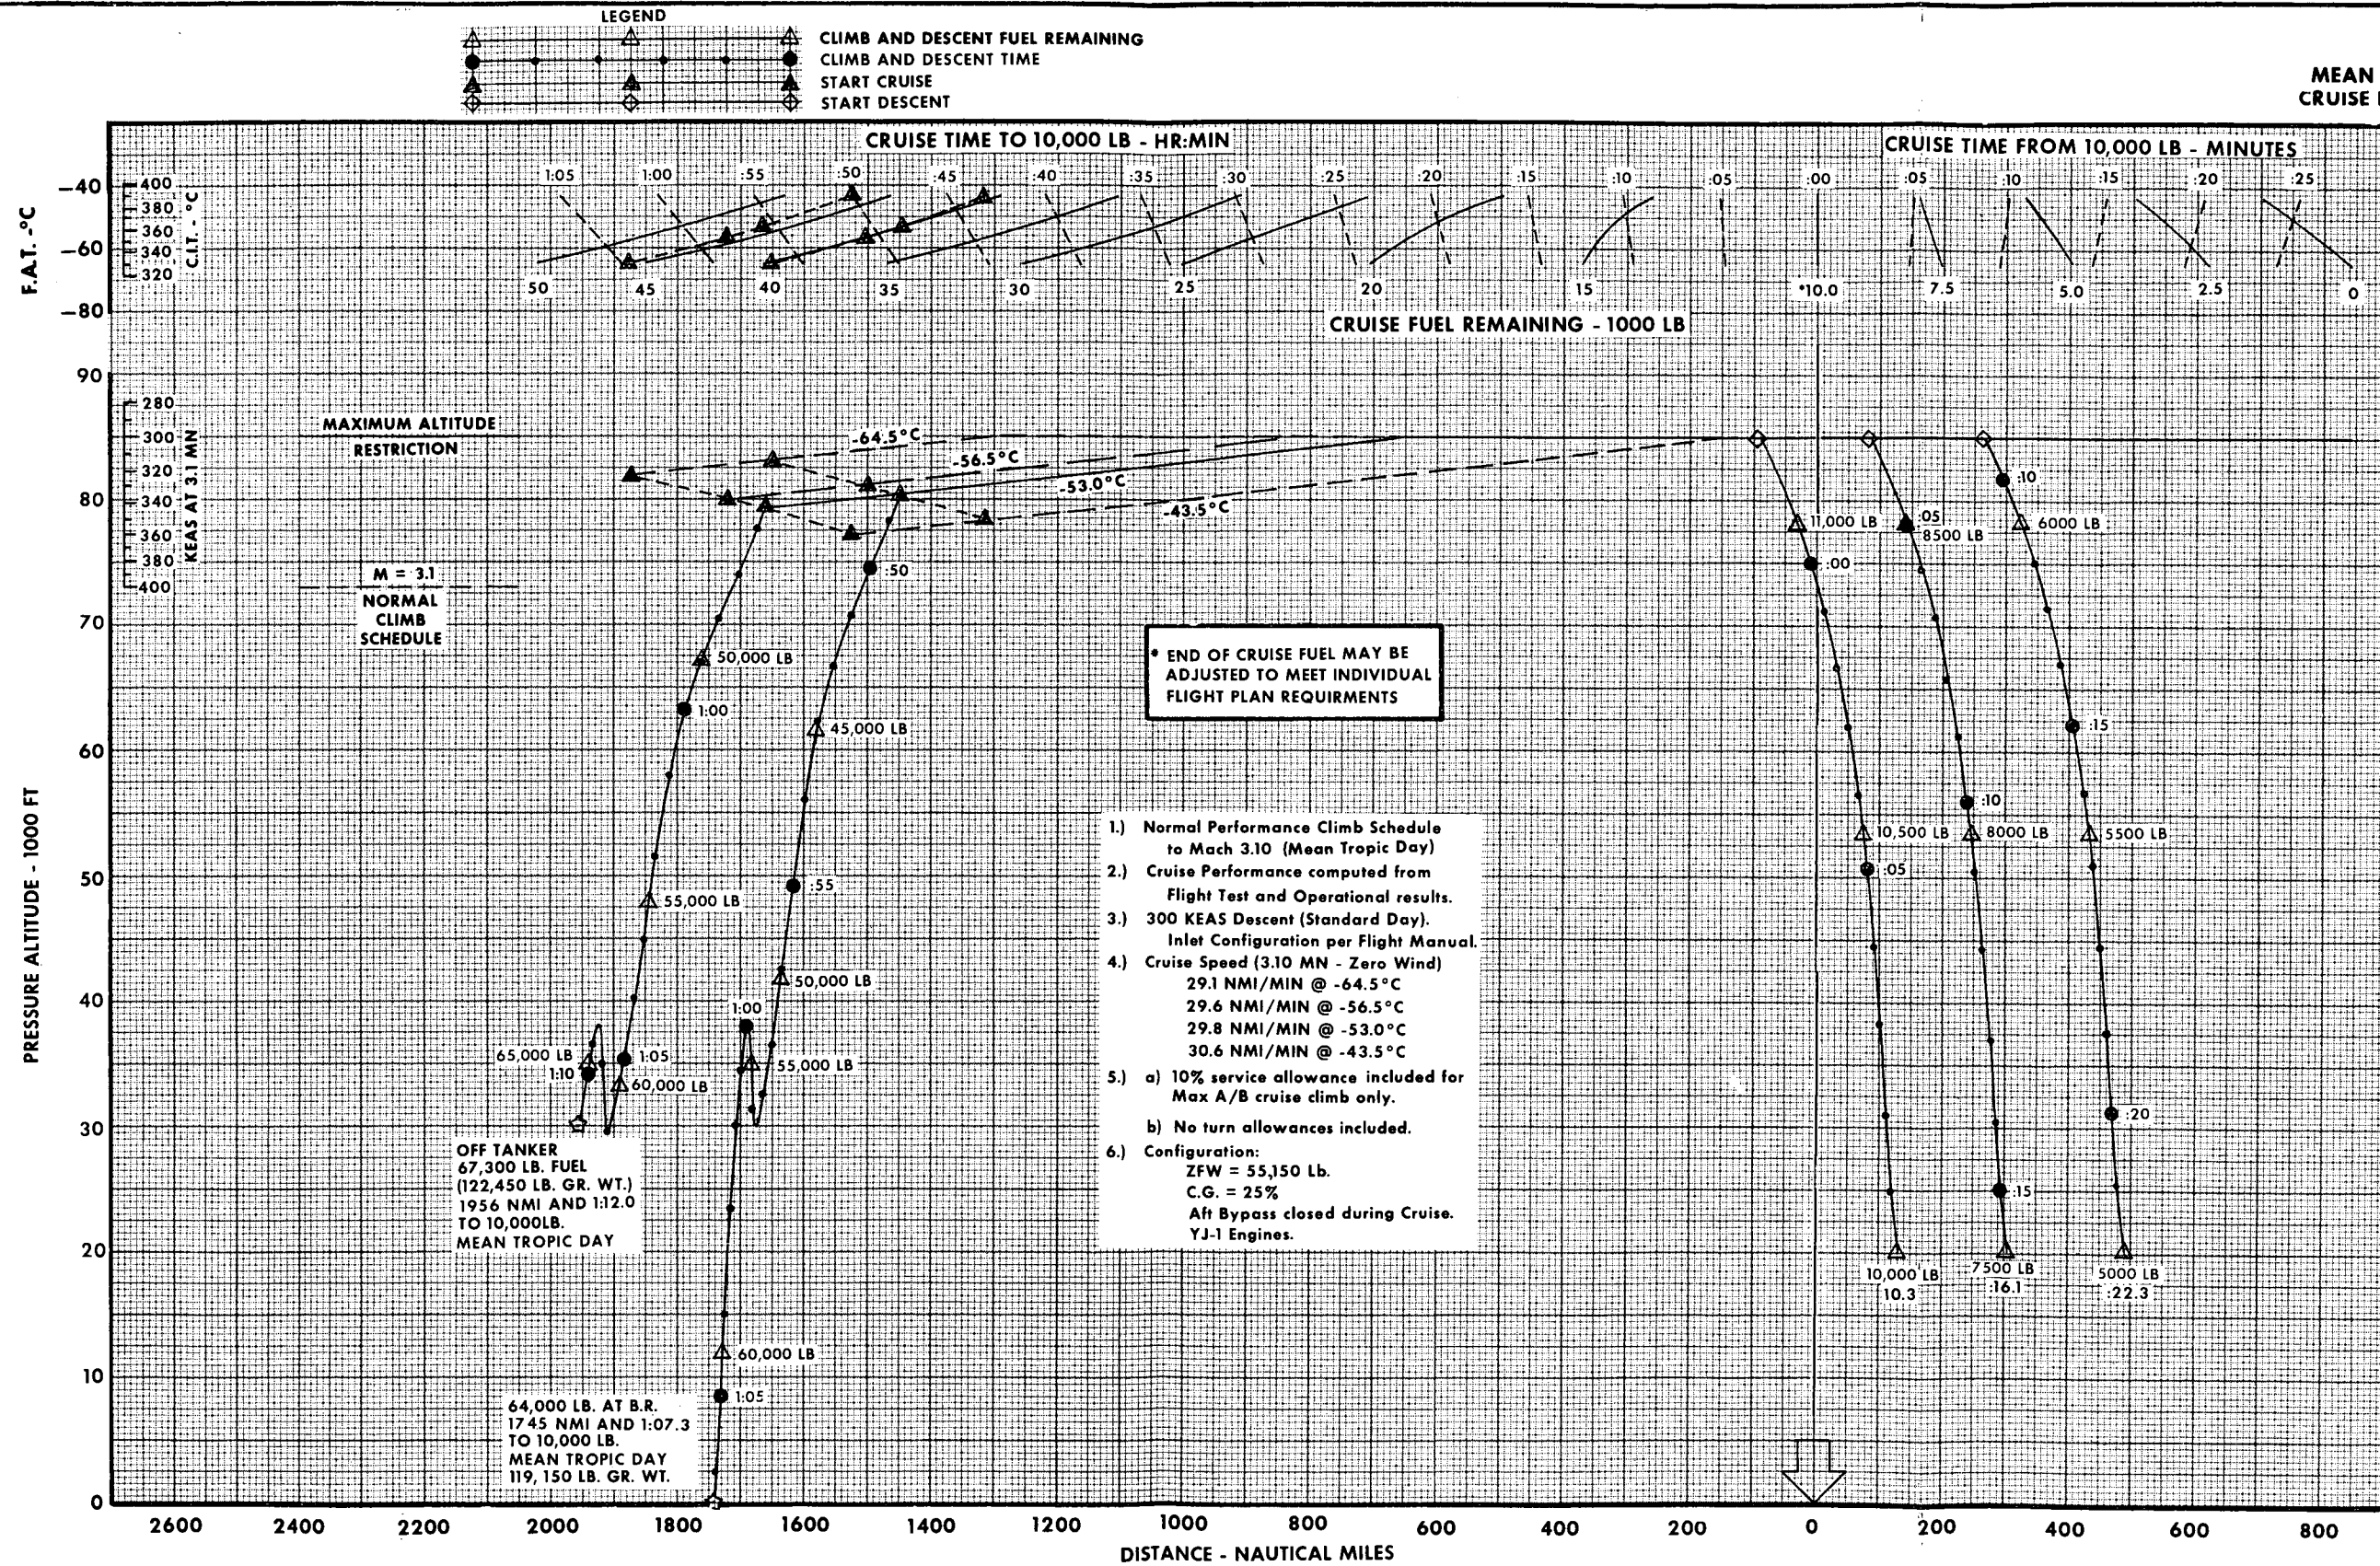 LEGEND
CLIMB AND DESCENT FUEL REMAINING
CLIMB AND DESCENT TIME
START CRUISE
START DESCENT
MEAN
CRUISE
CRUISE TIME TO 10,000 LB - HR:MIN
CRUISE TIME FROM 10,000 LB - MINUTES
1:05 1:00 :55 :50 :45 :40 :35 :30 :25 :20 :15 :10 :05 :00 :05 :10 :15 :20 :25
F.A.T. -°C
-40
-60
-80
C.I.T. - °C
400
380
360
340
320
50 45 40 35 30 25 20 15 *10.0 7.5 5.0 2.5 0
CRUISE FUEL REMAINING - 1000 LB
PRESSURE ALTITUDE - 1000 FT
90
80
70
60
50
40
30
20
10
0
KEAS AT 3.1 MN
280
300
320
340
360
380
400
MAXIMUM ALTITUDE
RESTRICTION
M = 3.1
NORMAL
CLIMB
SCHEDULE
-64.5°C
-56.5°C
-53.0°C
-43.5°C
50,000 LB
1:00
55,000 LB
1:05
60,000 LB
65,000 LB
1:10
:50
45,000 LB
:55
50,000 LB
1:00
55,000 LB
60,000 LB
1:05
OFF TANKER
67,300 LB. FUEL
(122,450 LB. GR. WT.)
1956 NMI AND 1:12.0
TO 10,000LB.
MEAN TROPIC DAY
64,000 LB. AT B.R.
1745 NMI AND 1:07.3
TO 10,000 LB.
MEAN TROPIC DAY
119,150 LB. GR. WT.
* END OF CRUISE FUEL MAY BE
ADJUSTED TO MEET INDIVIDUAL
FLIGHT PLAN REQUIRMENTS
1.) Normal Performance Climb Schedule
to Mach 3.10 (Mean Tropic Day)
2.) Cruise Performance computed from
Flight Test and Operational results.
3.) 300 KEAS Descent (Standard Day).
Inlet Configuration per Flight Manual.
4.) Cruise Speed (3.10 MN - Zero Wind)
29.1 NMI/MIN @ -64.5°C
29.6 NMI/MIN @ -56.5°C
29.8 NMI/MIN @ -53.0°C
30.6 NMI/MIN @ -43.5°C
5.) a) 10% service allowance included for
Max A/B cruise climb only.
b) No turn allowances included.
6.) Configuration:
ZFW = 55,150 Lb.
C.G. = 25%
Aft Bypass closed during Cruise.
YJ-1 Engines.
11,000 LB
:00
10,500 LB
:05
10,000 LB
10.3
:05
8500 LB
:10
8000 LB
:15
7500 LB
:16.1
:10
6000 LB
:15
5500 LB
:20
5000 LB
:22.3
2600 2400 2200 2000 1800 1600 1400 1200 1000 800 600 400 200 0 200 400 600 800
DISTANCE - NAUTICAL MILES